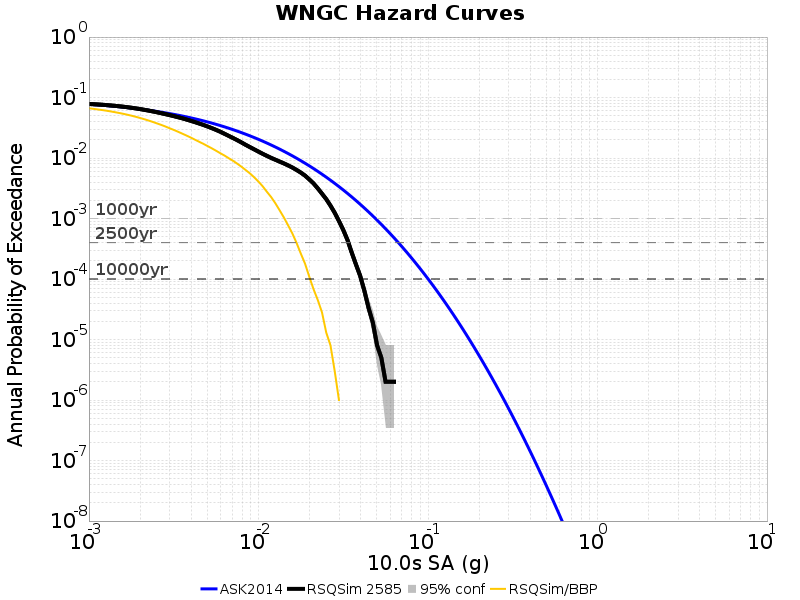 WNGC Hazard Curves
Annual Probability of Exceedance
10^0
10^-1
10^-2
10^-3
10^-4
10^-5
10^-6
10^-7
10^-8
1000yr
2500yr
10000yr
10^-3 10^-2 10^-1 10^0 10^1
10.0s SA (g)
ASK2014 RSQSim 2585 95% conf RSQSim/BBP